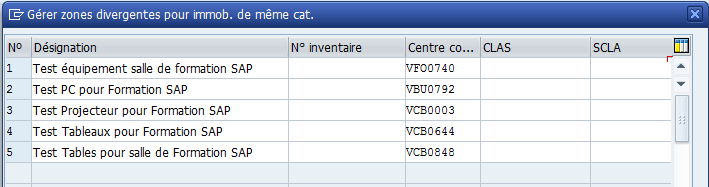 Gérer zones divergentes pour immob. de même cat.
Nº Désignation N° inventaire Centre co... CLAS SCLA
1 Test équipement salle de formation SAP VFO0740
2 Test PC pour Formation SAP VBU0792
3 Test Projecteur pour Formation SAP VCB0003
4 Test Tableaux pour Formation SAP VCB0644
5 Test Tables pour salle de Formation SAP VCB0848